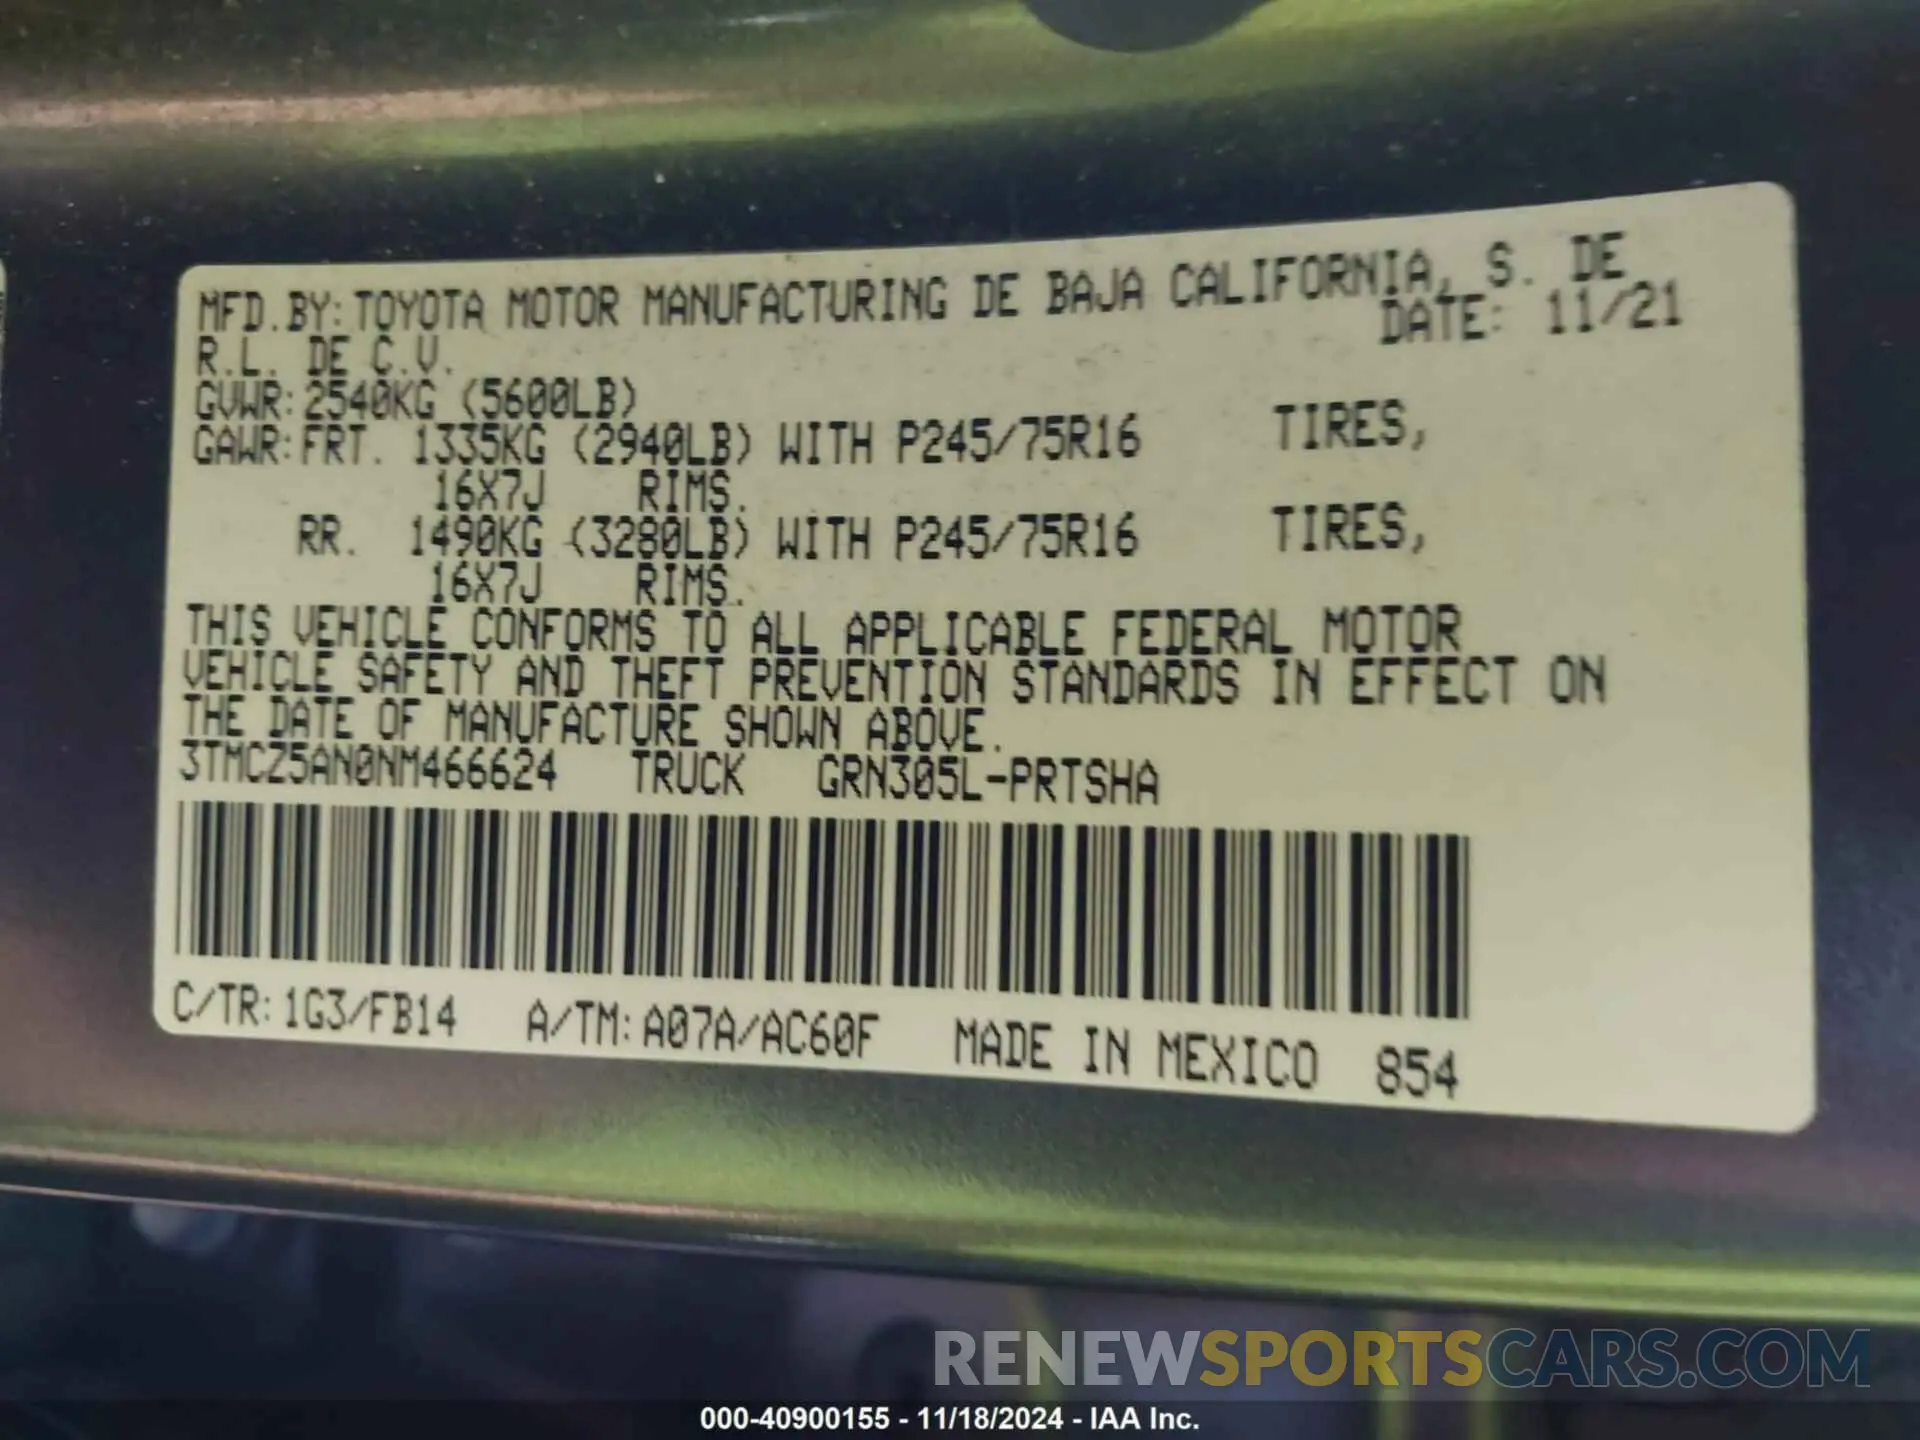 MFD.BY:TOYOTA MOTOR MANUFACTURING DE BAJA CALIFORNIA, S. DE
R.L. DE C.V. DATE: 11/21
GVWR:2540KG (5600LB)
GAWR:FRT. 1335KG (2940LB) WITH P245/75R16 TIRES,
16X7J RIMS.
RR. 1490KG (3280LB) WITH P245/75R16 TIRES,
16X7J RIMS.
THIS VEHICLE CONFORMS TO ALL APPLICABLE FEDERAL MOTOR
VEHICLE SAFETY AND THEFT PREVENTION STANDARDS IN EFFECT ON
THE DATE OF MANUFACTURE SHOWN ABOVE.
3TMCZ5AN0NM466624 TRUCK GRN305L-PRTSHA
C/TR:1G3/FB14 A/TM:A07A/AC60F MADE IN MEXICO 854
RENEWSPORTSCARS.COM
000-40900155 - 11/18/2024 - IAA Inc.